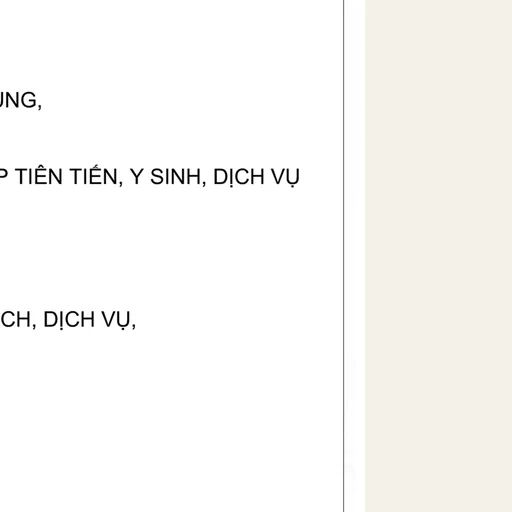 UNG,
P TIÊN TIẾN, Y SINH, DỊCH VỤ
CH, DỊCH VỤ,